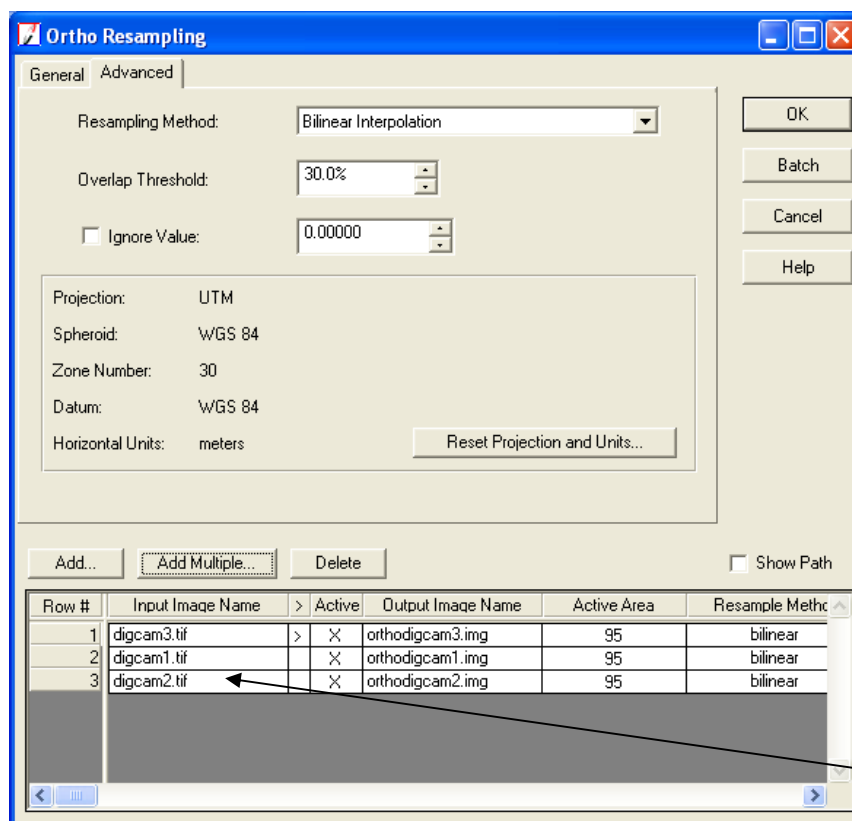 Ortho Resampling
General Advanced
Resampling Method: Bilinear Interpolation
OK
Overlap Threshold: 30.0%
Batch
Ignore Value: 0.00000
Cancel
Help
Projection: UTM
Spheroid: WGS 84
Zone Number: 30
Datum: WGS 84
Horizontal Units: meters
Reset Projection and Units...
Add... Add Multiple... Delete
Show Path
Row # Input Image Name > Active Output Image Name Active Area Resample Metho
1 digcam3.tif > X orthodigcam3.img 95 bilinear
2 digcam1.tif X orthodigcam1.img 95 bilinear
3 digcam2.tif X orthodigcam2.img 95 bilinear